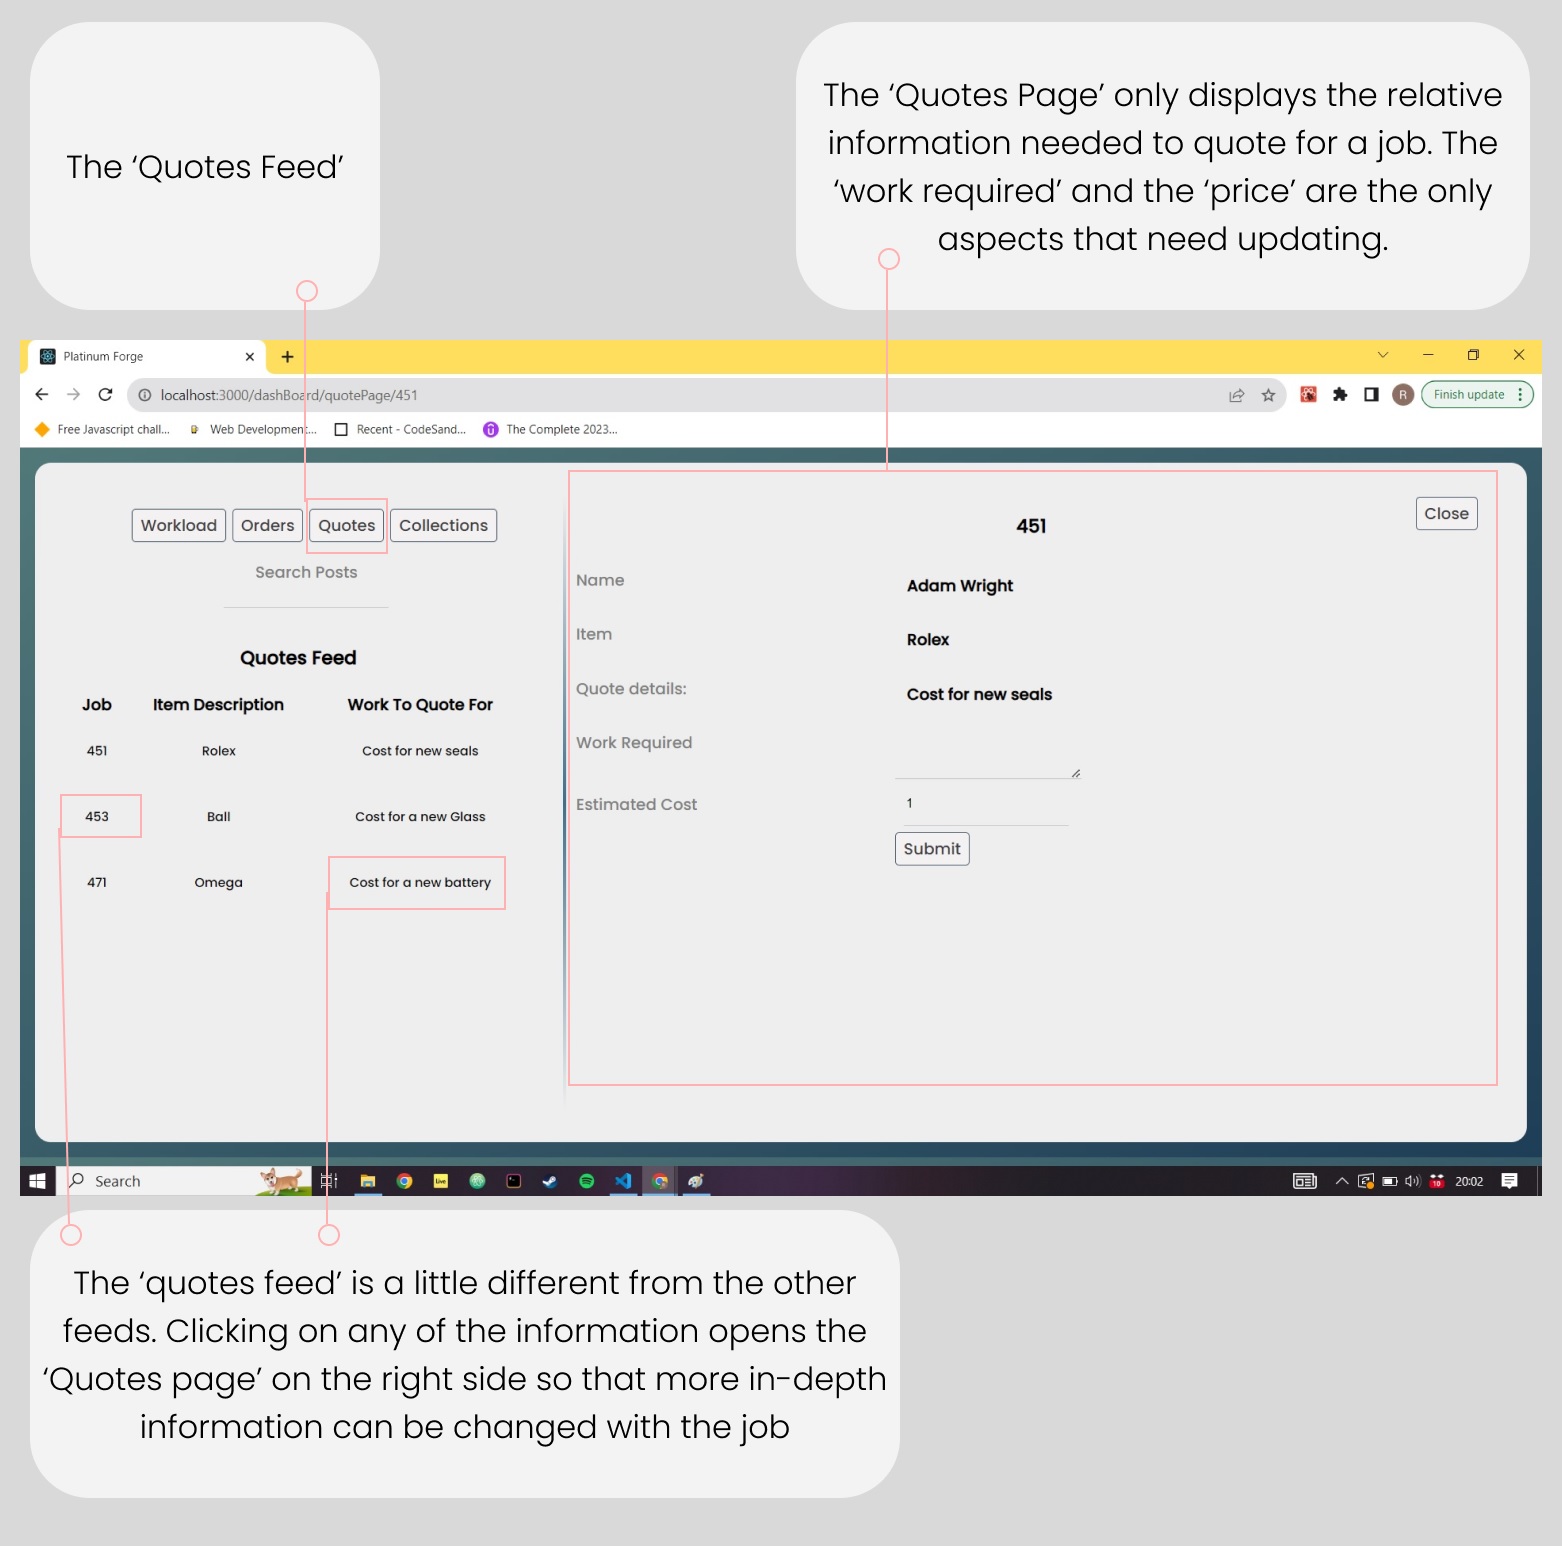 The ‘Quotes Feed’
The ‘Quotes Page’ only displays the relative
information needed to quote for a job. The
‘work required’ and the ‘price’ are the only
aspects that need updating.
Platinum Forge
localhost:3000/dashBoard/quotePage/451
R
Finish update
Free Javascript chall...
Web Developmen:...
Recent - CodeSand...
The Complete 2023...
Workload
Orders
Quotes
Collections
Search Posts
Quotes Feed
Job
Item Description
Work To Quote For
451
Rolex
Cost for new seals
453
Ball
Cost for a new Glass
471
Omega
Cost for a new battery
451
Close
Name
Adam Wright
Item
Rolex
Quote details:
Cost for new seals
Work Required
Estimated Cost
1
Submit
Search
Live
10
20:02
The ‘quotes feed’ is a little different from the other
feeds. Clicking on any of the information opens the
‘Quotes page’ on the right side so that more in-depth
information can be changed with the job